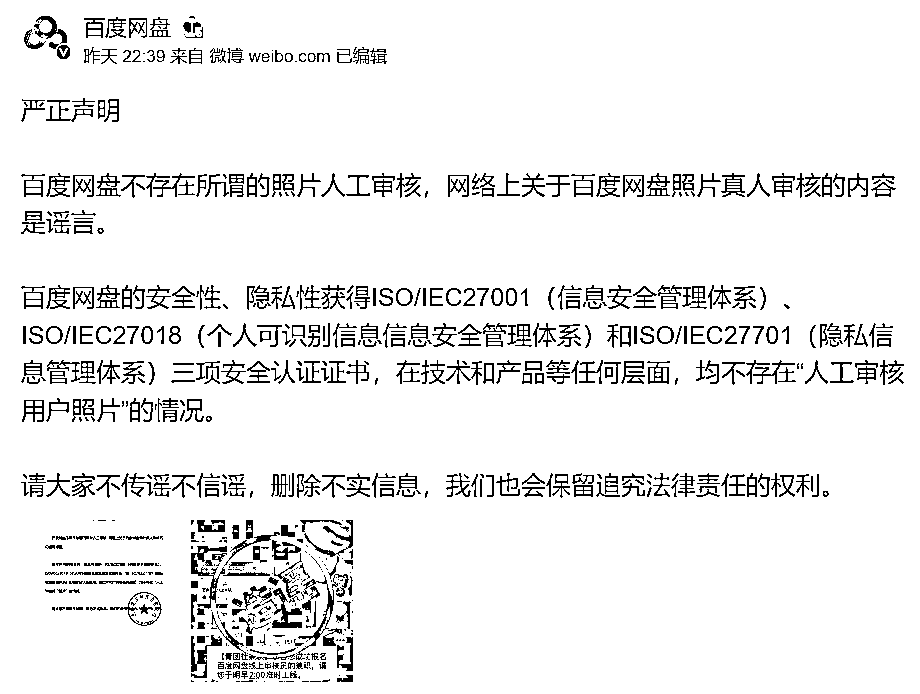 百度网盘
昨天 22:39 来自 微博 weibo.com 已编辑
严正声明
百度网盘不存在所谓的照片人工审核，网络上关于百度网盘照片真人审核的内容
是谣言。
百度网盘的安全性、隐私性获得ISO/IEC27001（信息安全管理体系）、
ISO/IEC27018（个人可识别信息信息安全管理体系）和ISO/IEC27701（隐私信
息管理体系）三项安全认证证书，在技术和产品等任何层面，均不存在“人工审核
用户照片”的情况。
请大家不传谣不信谣，删除不实信息，我们也会保留追究法律责任的权利。
报名
百度网盘线上审核员的兼职，请
您于明早2:00准时上线。